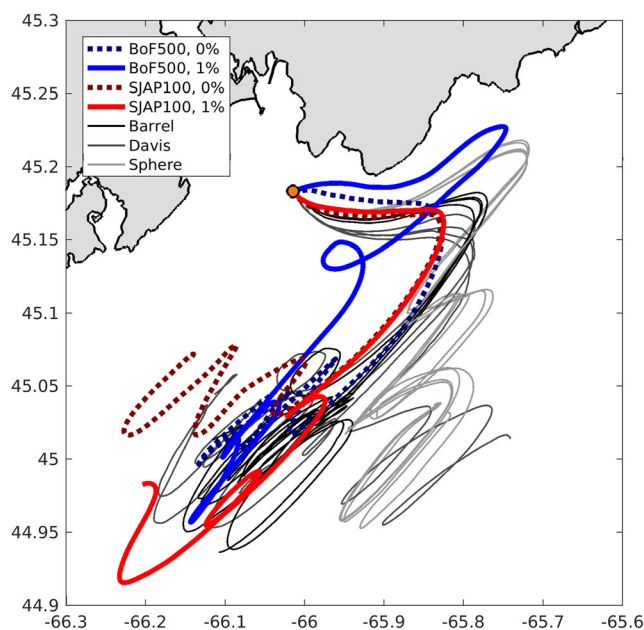 45.3
45.25
45.2
45.15
45.1
45.05
45
44.95
44.9
BoF500, 0%
BoF500, 1%
SJAP100, 0%
SJAP100, 1%
Barrel
Davis
Sphere
-66.3 -66.2 -66.1 -66 -65.9 -65.8 -65.7 -65.6